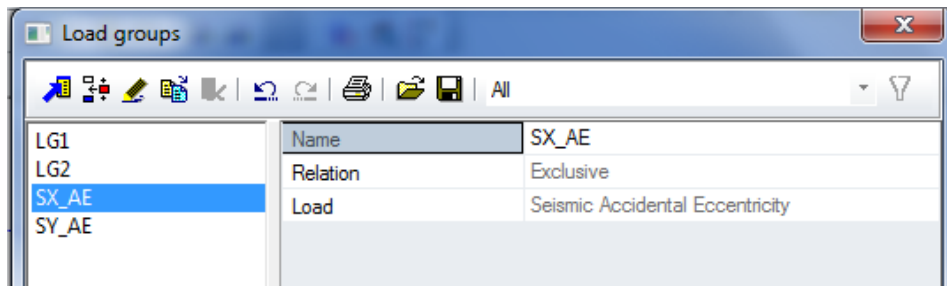 Load groups
All
LG1
LG2
SX_AE
SY_AE
Name SX_AE
Relation Exclusive
Load Seismic Accidental Eccentricity